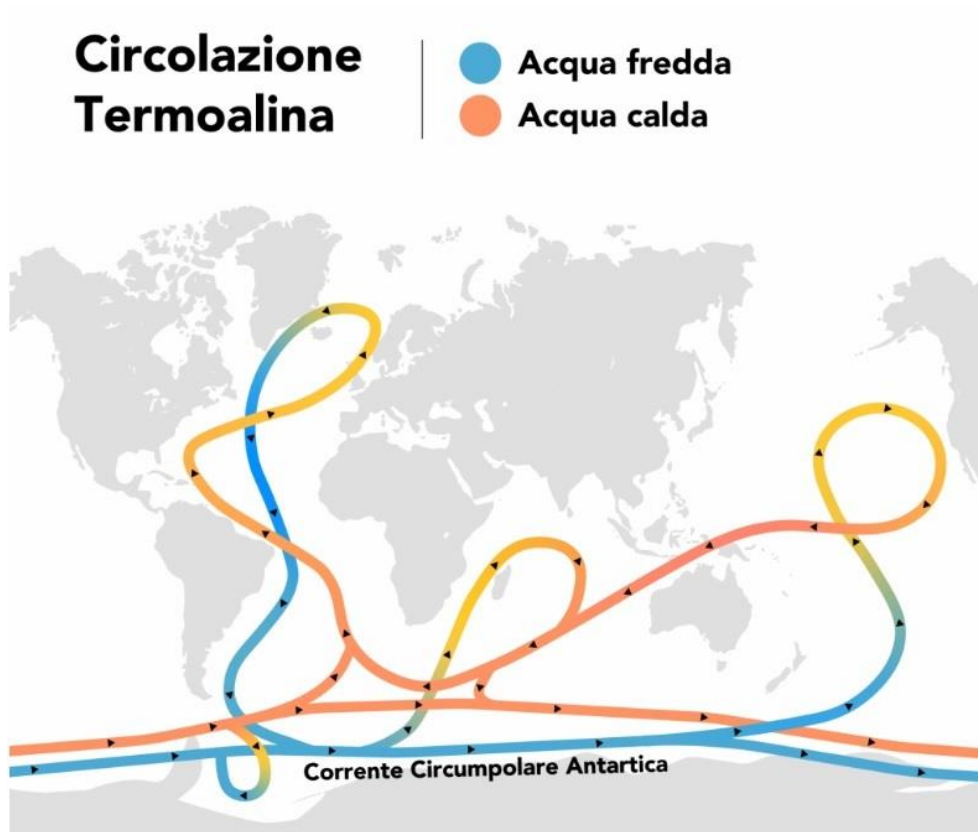 Circolazione
Termoalina
Acqua fredda
Acqua calda
Corrente Circumpolare Antartica